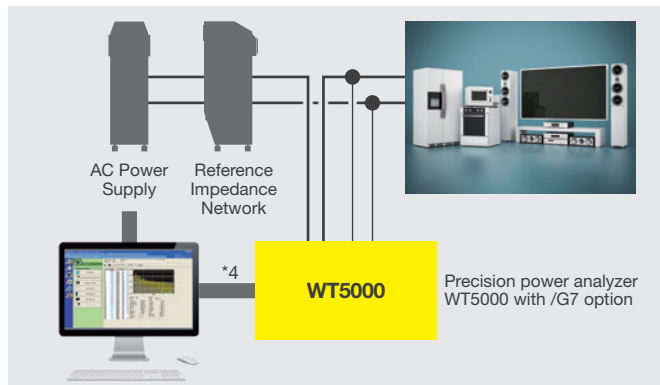 AC Power
Supply
Reference
Impedance
Network
*4
WT5000
Precision power analyzer
WT5000 with /G7 option